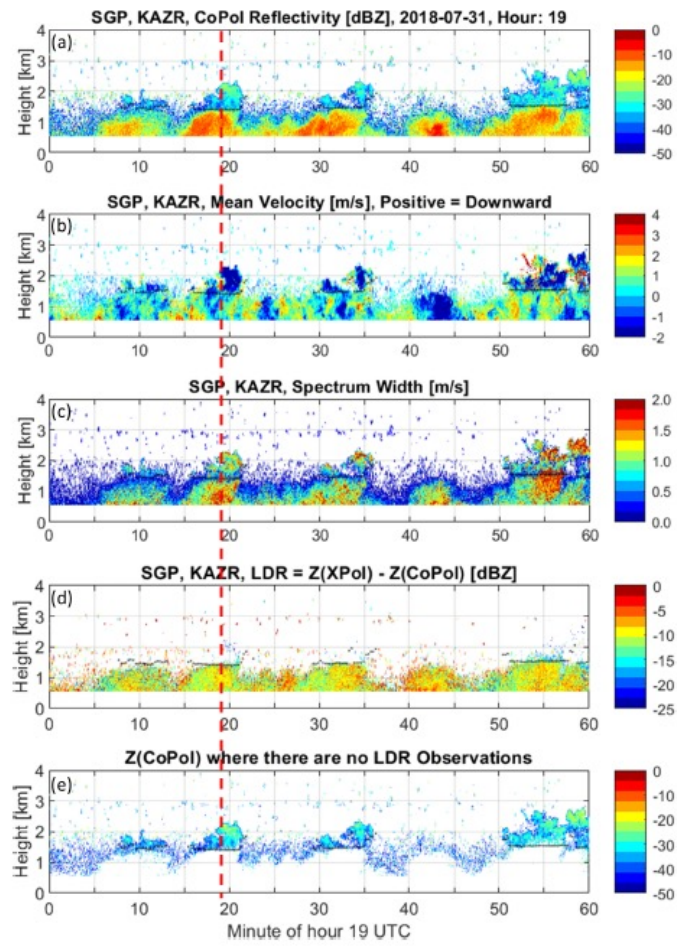 SGP, KAZR, CoPol Reflectivity [dBZ], 2018-07-31, Hour: 19
(a)
Height [km]
4
3
2
1
0
0 10 20 30 40 50 60
0
-10
-20
-30
-40
-50
SGP, KAZR, Mean Velocity [m/s], Positive = Downward
(b)
Height [km]
4
3
2
1
0
0 10 20 30 40 50 60
4
3
2
1
0
-1
-2
SGP, KAZR, Spectrum Width [m/s]
(c)
Height [km]
4
3
2
1
0
0 10 20 30 40 50 60
2.0
1.5
1.0
0.5
0.0
SGP, KAZR, LDR = Z(XPol) - Z(CoPol) [dBZ]
(d)
Height [km]
4
3
2
1
0
0 10 20 30 40 50 60
0
-5
-10
-15
-20
-25
Z(CoPol) where there are no LDR Observations
(e)
Height [km]
4
3
2
1
0
0 10 20 30 40 50 60
0
-10
-20
-30
-40
-50
Minute of hour 19 UTC